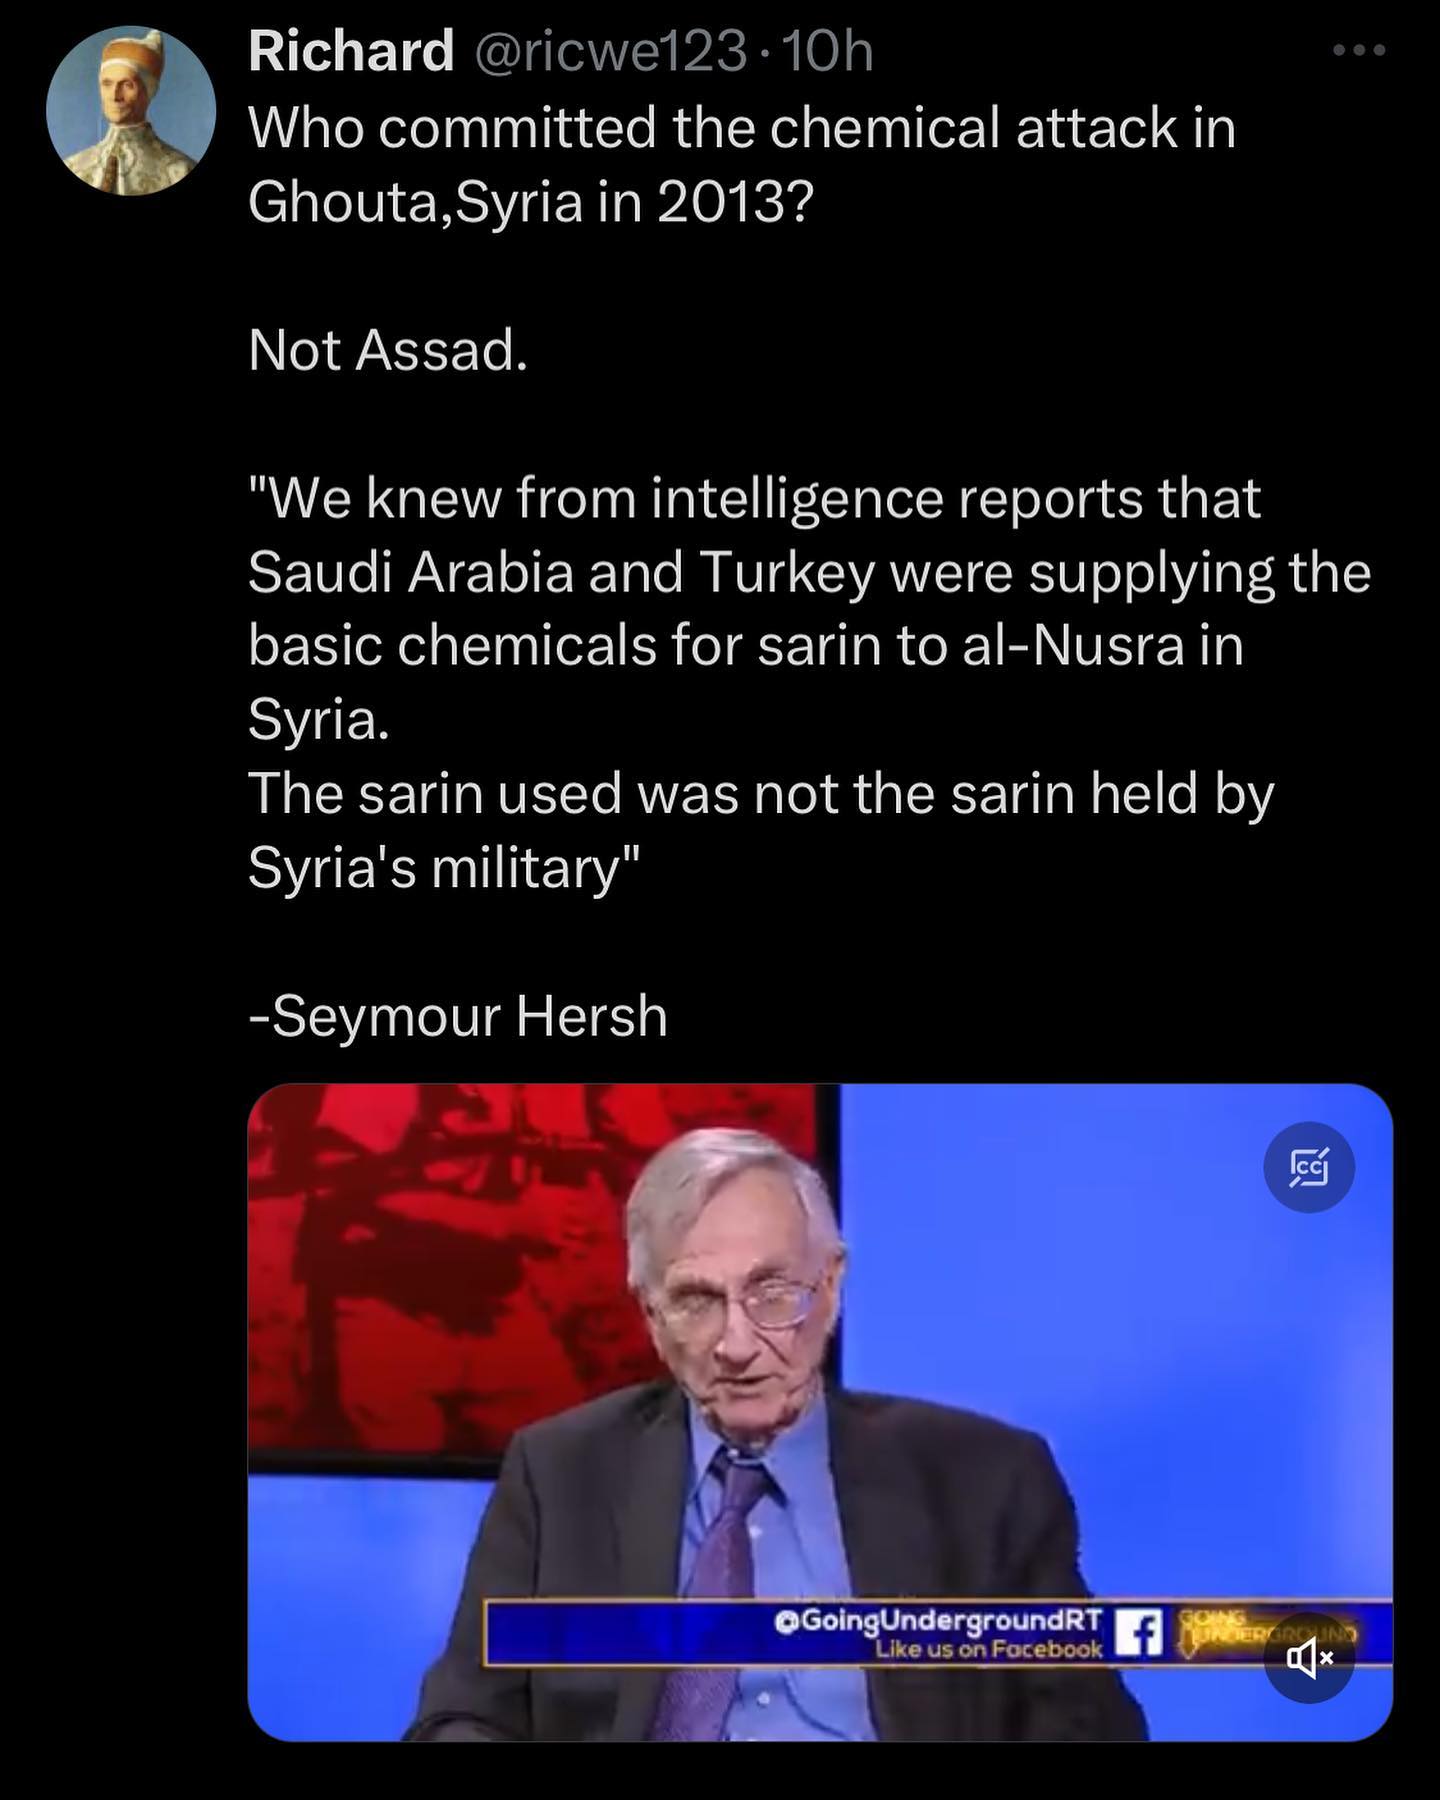 Richard @ricwe123 · 10h
Who committed the chemical attack in
Ghouta,Syria in 2013?
Not Assad.
"We knew from intelligence reports that
Saudi Arabia and Turkey were supplying the
basic chemicals for sarin to al-Nusra in
Syria.
The sarin used was not the sarin held by
Syria's military"
-Seymour Hersh
CC
@GoingUndergroundRT
Like us on Facebook
GOING
UNDERGROUND